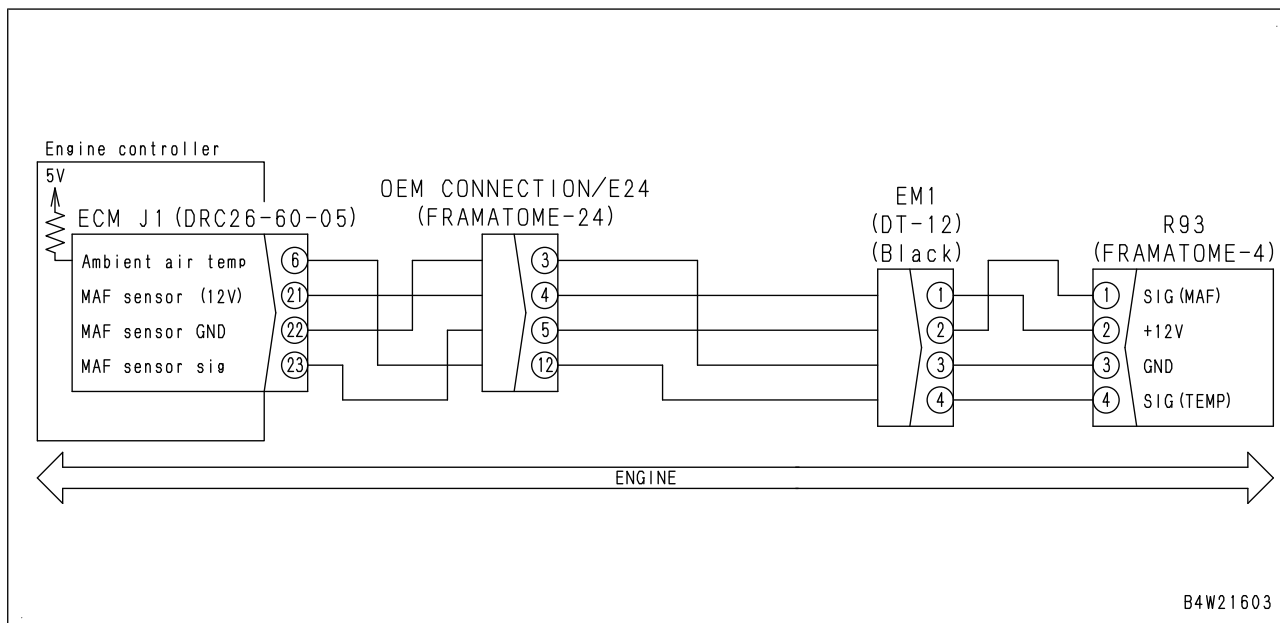 Engine controller
5V
ECM J1(DRC26-60-05)
Ambient air temp
6
MAF sensor (12V)
21
MAF sensor GND
22
MAF sensor sig
23
OEM CONNECTION/E24
(FRAMATOME-24)
3
4
5
12
EM1
(DT-12)
(Black)
1
2
3
4
R93
(FRAMATOME-4)
1 SIG(MAF)
2 +12V
3 GND
4 SIG(TEMP)
ENGINE
B4W21603